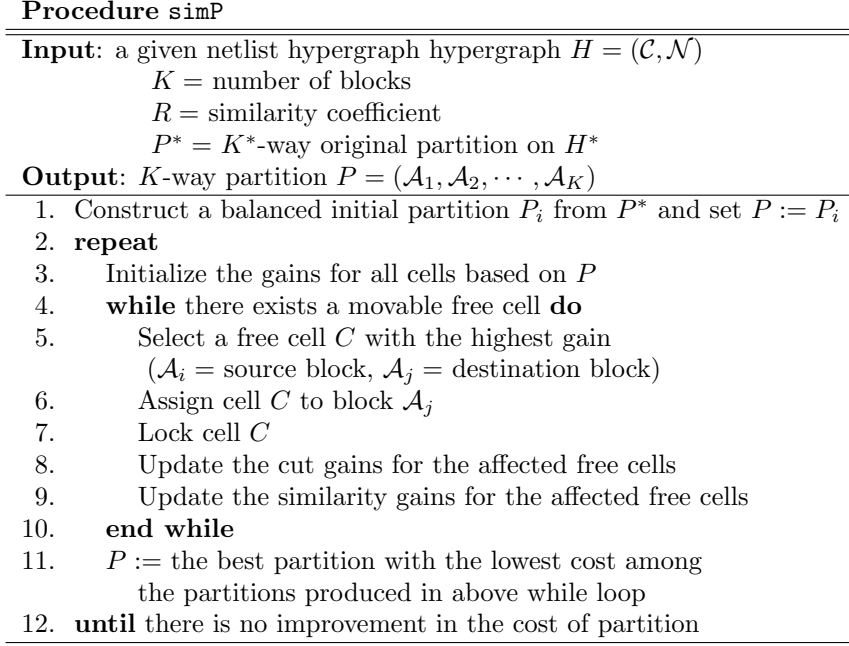 Procedure simP
Input: a given netlist hypergraph hypergraph H = (𝒞, 𝒩)
K = number of blocks
R = similarity coefficient
P* = K*-way original partition on H*
Output: K-way partition P = (𝒜₁, 𝒜₂, ⋯ , 𝒜_K)
1. Construct a balanced initial partition P_i from P* and set P := P_i
2. repeat
3. Initialize the gains for all cells based on P
4. while there exists a movable free cell do
5. Select a free cell C with the highest gain
(𝒜_i = source block, 𝒜_j = destination block)
6. Assign cell C to block 𝒜_j
7. Lock cell C
8. Update the cut gains for the affected free cells
9. Update the similarity gains for the affected free cells
10. end while
11. P := the best partition with the lowest cost among
the partitions produced in above while loop
12. until there is no improvement in the cost of partition